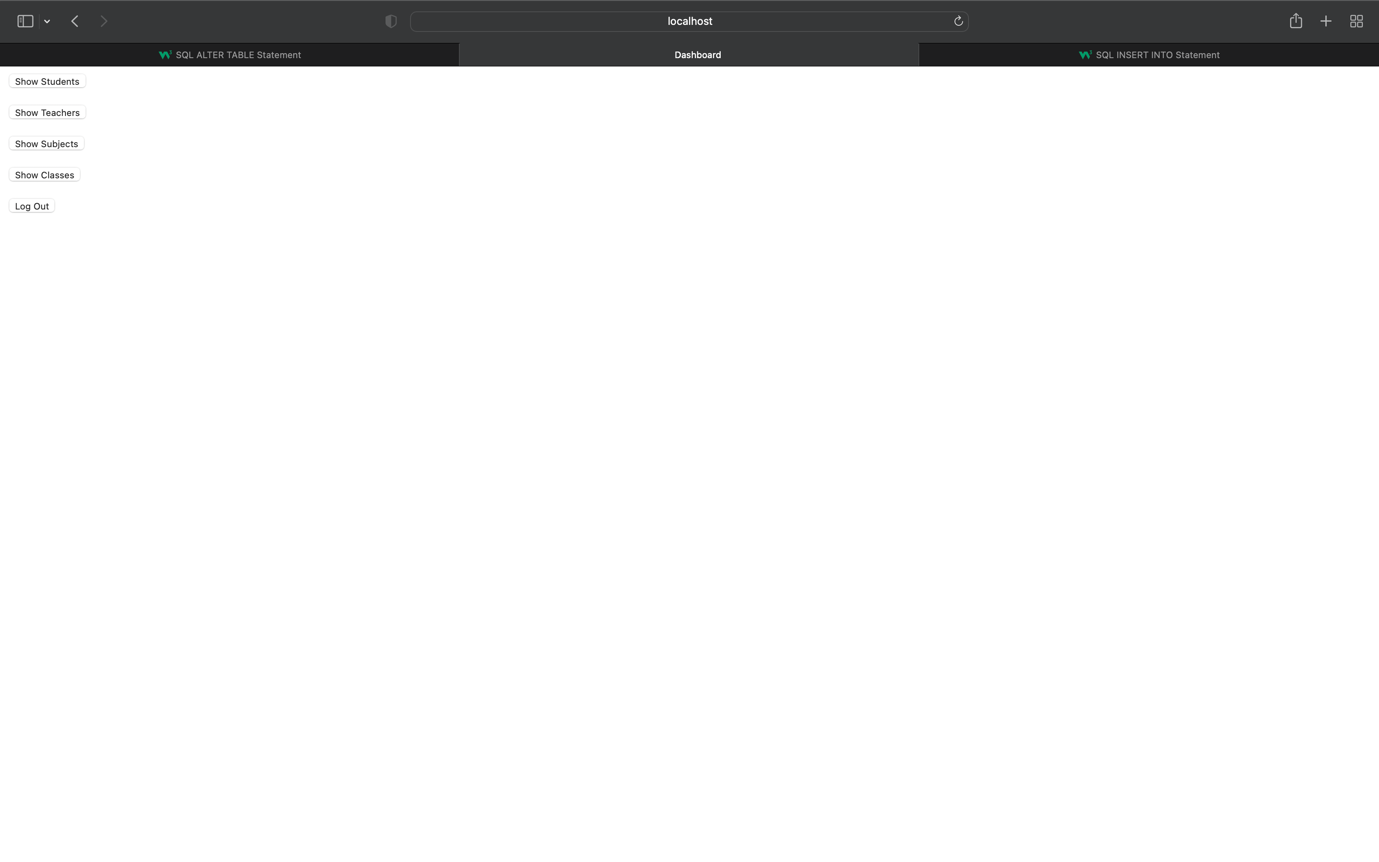 localhost
SQL ALTER TABLE Statement
Dashboard
SQL INSERT INTO Statement
Show Students
Show Teachers
Show Subjects
Show Classes
Log Out